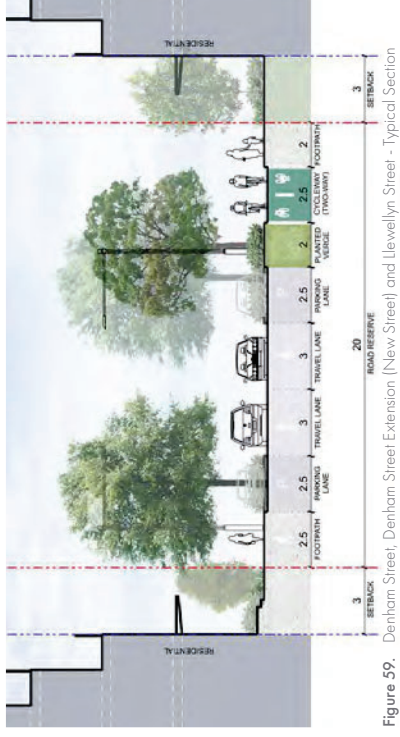 RESIDENTIAL
RESIDENTIAL
3
2.5
2.5
3
3
2.5
2
2.5
2
3
SETBACK
FOOTPATH
PARKING
LANE
TRAVEL LANE
TRAVEL LANE
PARKING
LANE
PLANTED
VERGE
CYCLEWAY
(TWO-WAY)
FOOTPATH
SETBACK
20
ROAD RESERVE
Figure 59. Denham Street, Denham Street Extension (New Street) and Llewellyn Street - Typical Section